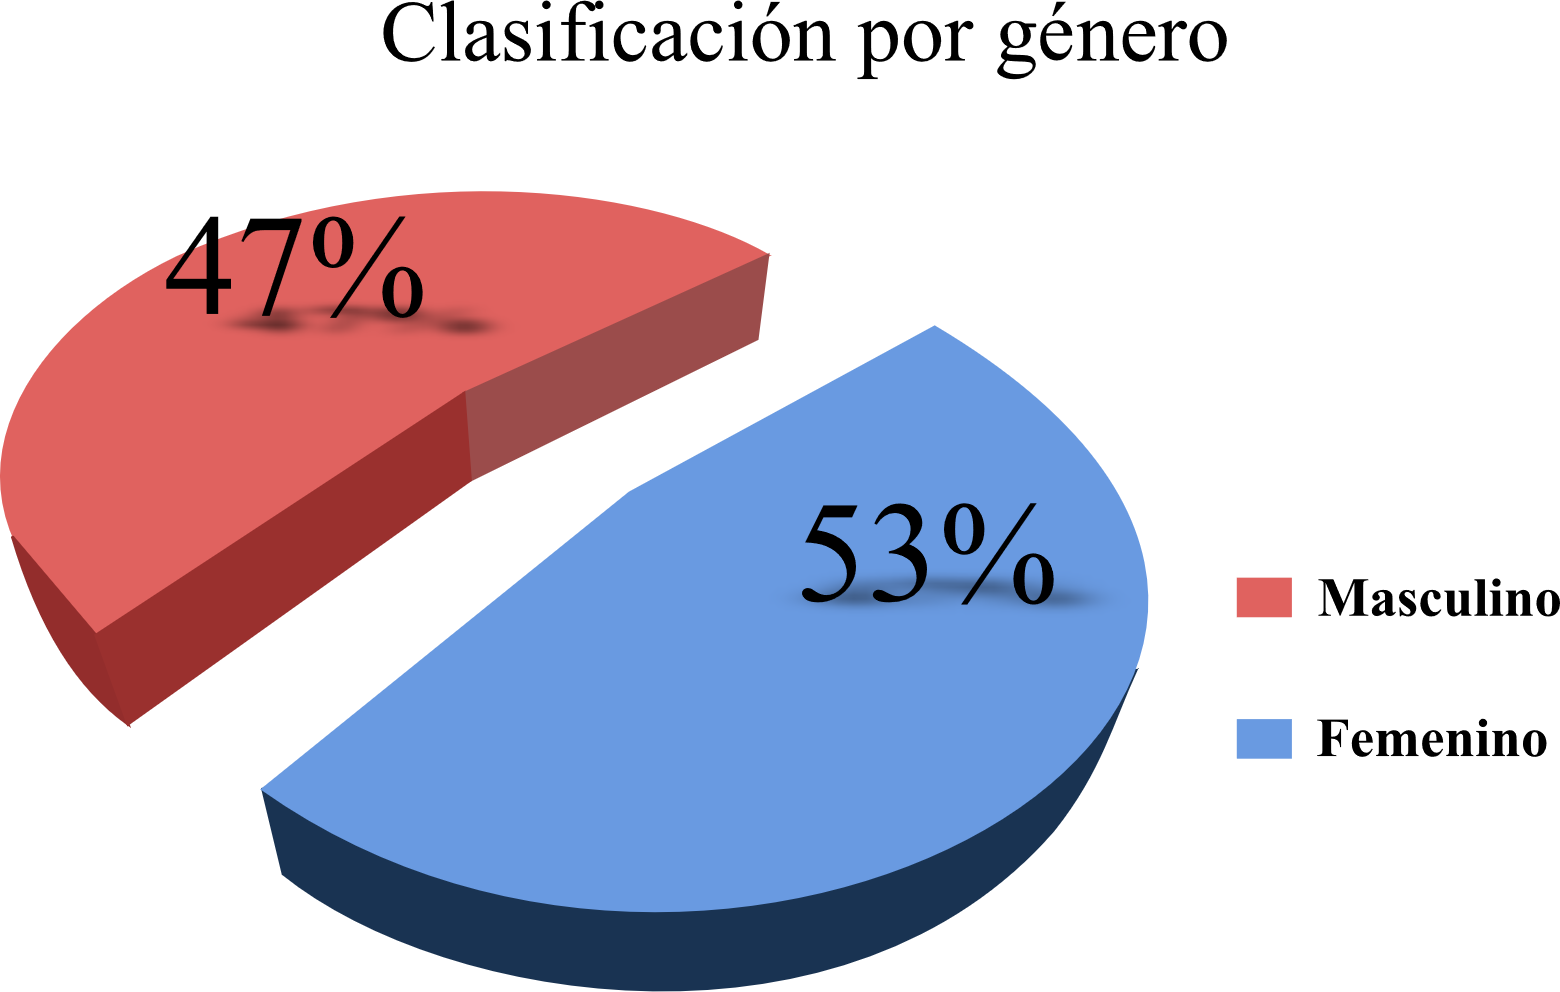 Clasificación por género
47%
53%
Masculino
Femenino